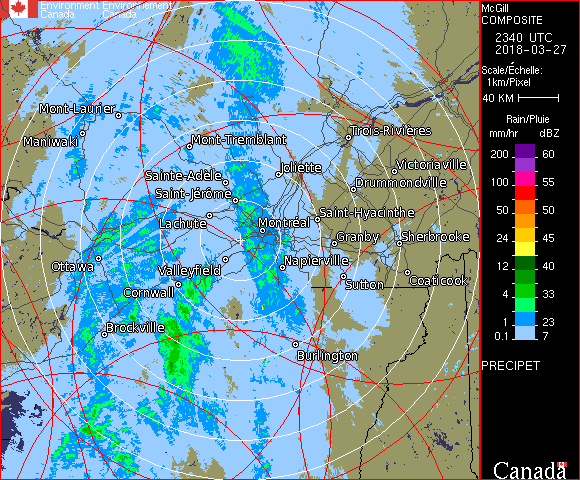 Environment Environnement
Canada Canada
McGill
COMPOSITE
2340 UTC
2018-03-27
Scale/Échelle:
1km/Pixel
40 KM
Rain/Pluie
mm/hr dBZ
200 60
100 55
50 50
24 45
12 40
4 33
1 23
0.1 7
PRECIPET
Canada
Mont-Laurier
Maniwaki
Mont-Tremblant
Trois-Rivières
Joliette
Victoriaville
Sainte-Adèle
Drummondville
Saint-Jérôme
Saint-Hyacinthe
Lachute
Montréal
Granby
Sherbrooke
Ottawa
Valleyfield
Napierville
Sutton
Coaticook
Cornwall
Brockville
Burlington